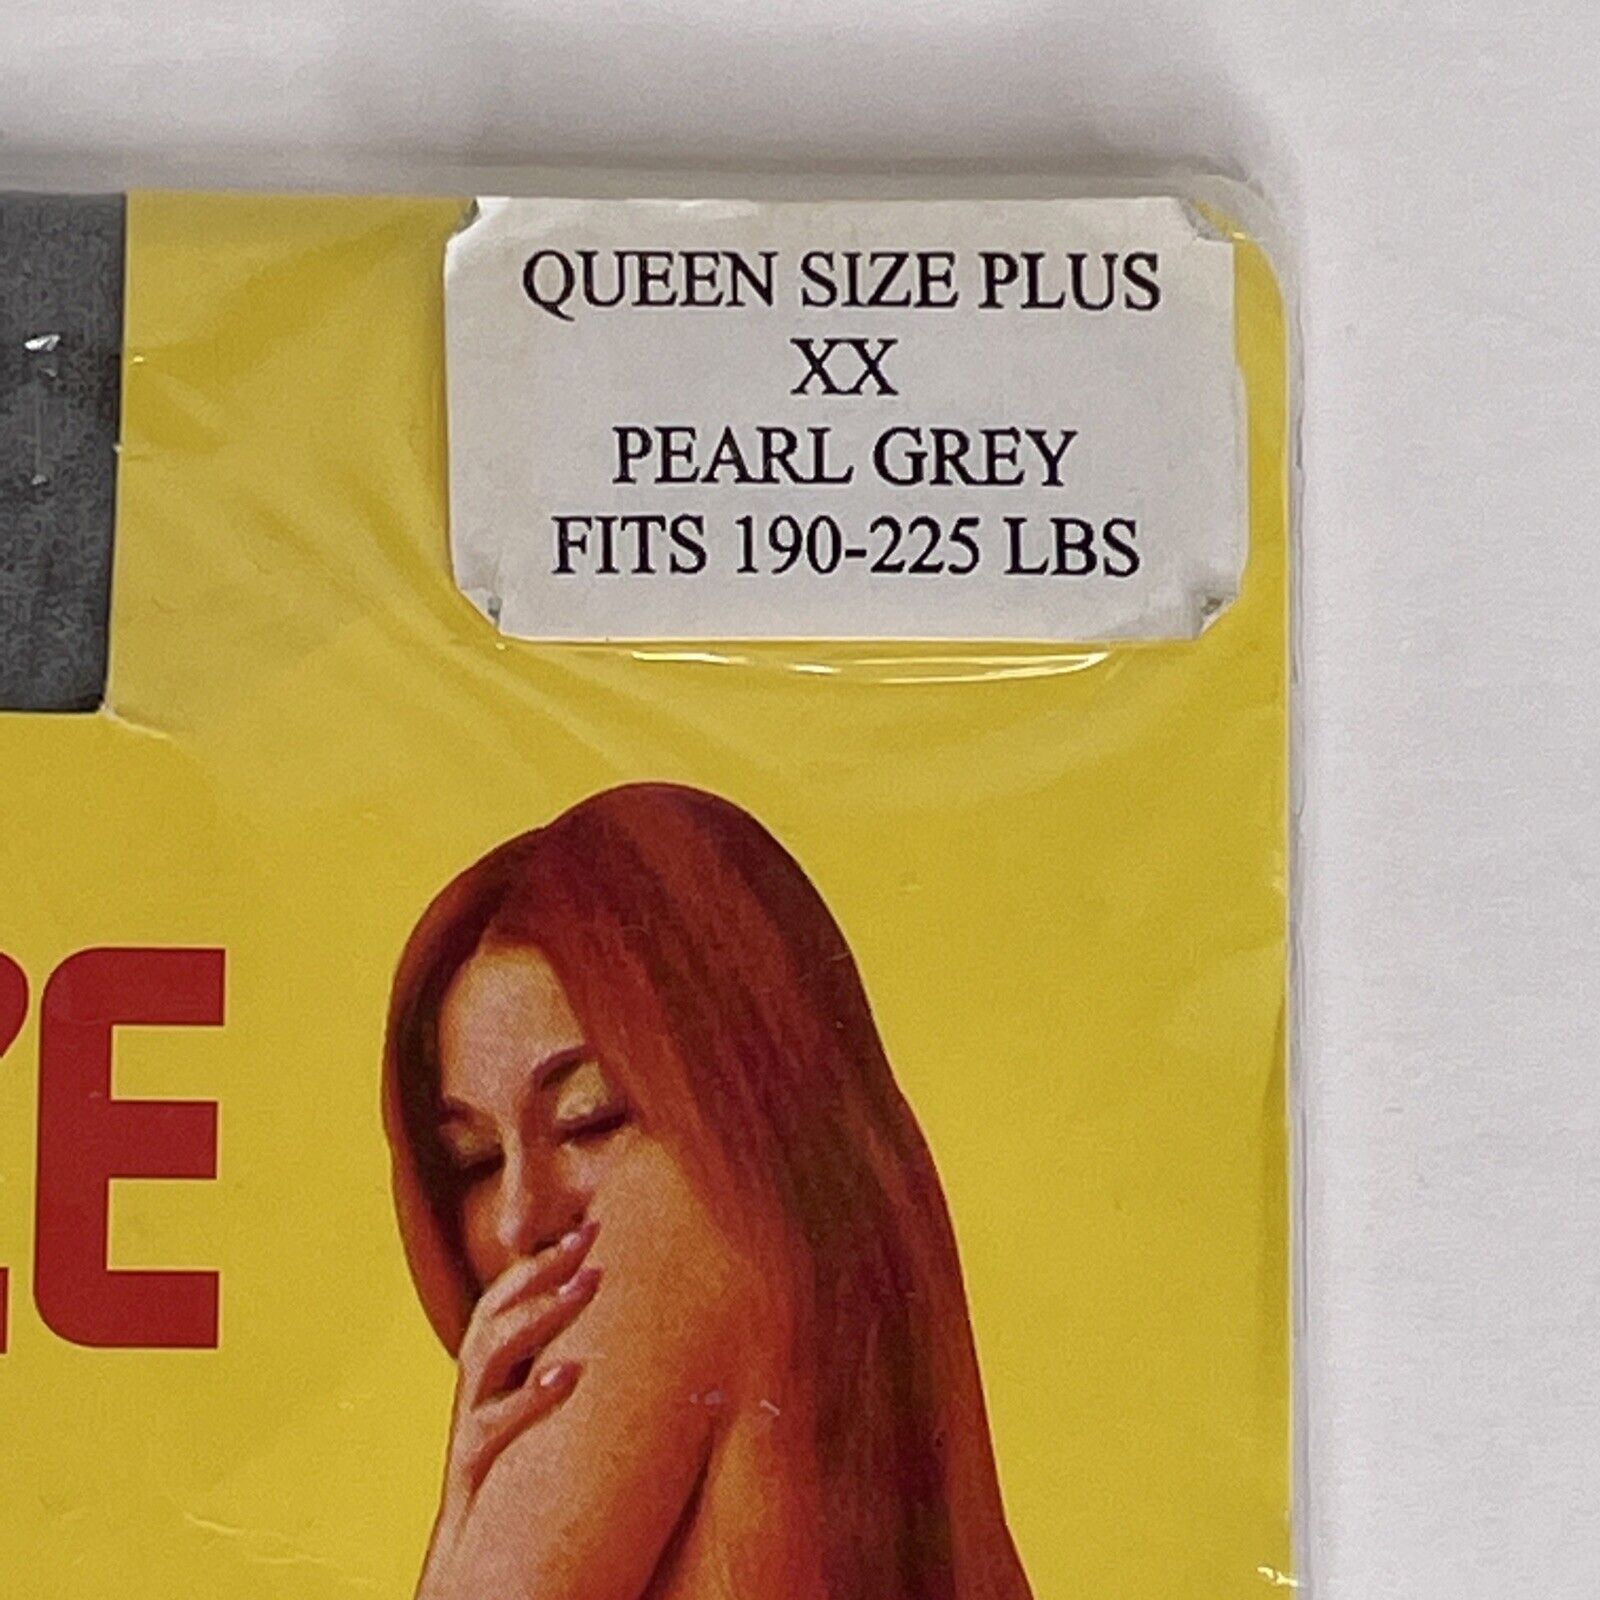 QUEEN SIZE PLUS
XX
PEARL GREY
FITS 190-225 LBS